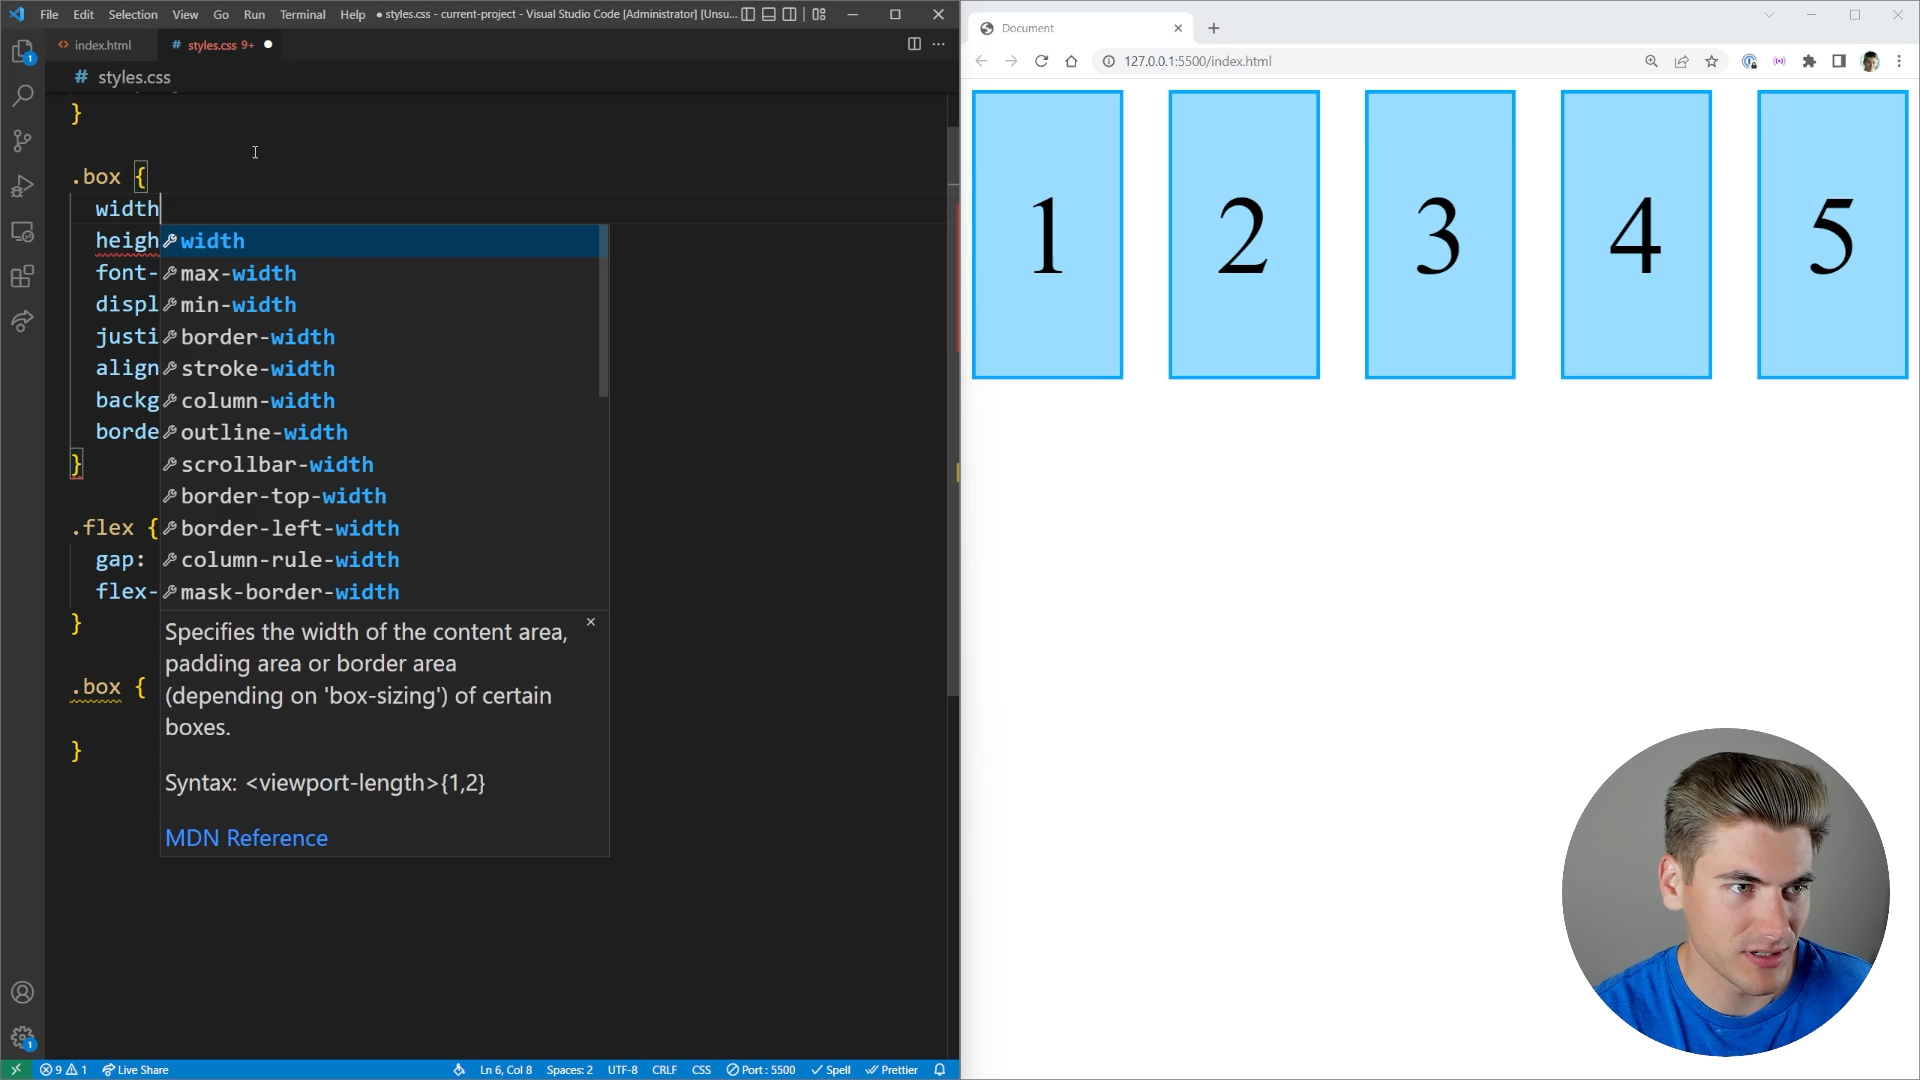 File Edit Selection View Go Run Terminal Help ● styles.css - current-project - Visual Studio Code [Administrator] [Unsu...
index.html
# styles.css 9+ ●
# styles.css
}
.box {
width
heigh
font-
displ
justi
align
backg
borde
}
.flex {
gap:
flex-
}
.box {
}
width
max-width
min-width
border-width
stroke-width
column-width
outline-width
scrollbar-width
border-top-width
border-left-width
column-rule-width
mask-border-width
Specifies the width of the content area,
padding area or border area
(depending on 'box-sizing') of certain
boxes.
Syntax: <viewport-length>{1,2}
MDN Reference
1
1
9 1 Live Share
Ln 6, Col 8 Spaces: 2 UTF-8 CRLF CSS Port : 5500 Spell Prettier
Document
127.0.0.1:5500/index.html
1 2 3 4 5